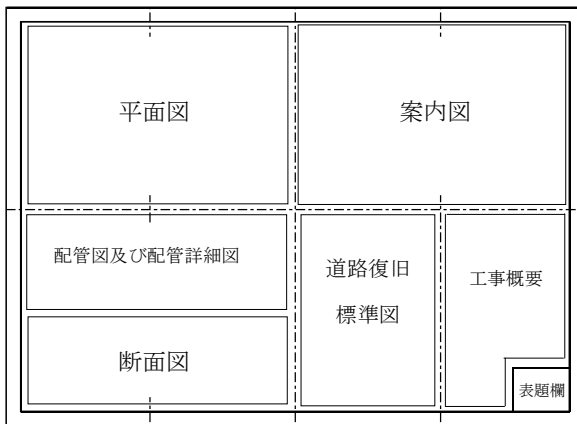 平面図
案内図
配管図及び配管詳細図
道路復旧
標準図
工事概要
断面図
表題欄